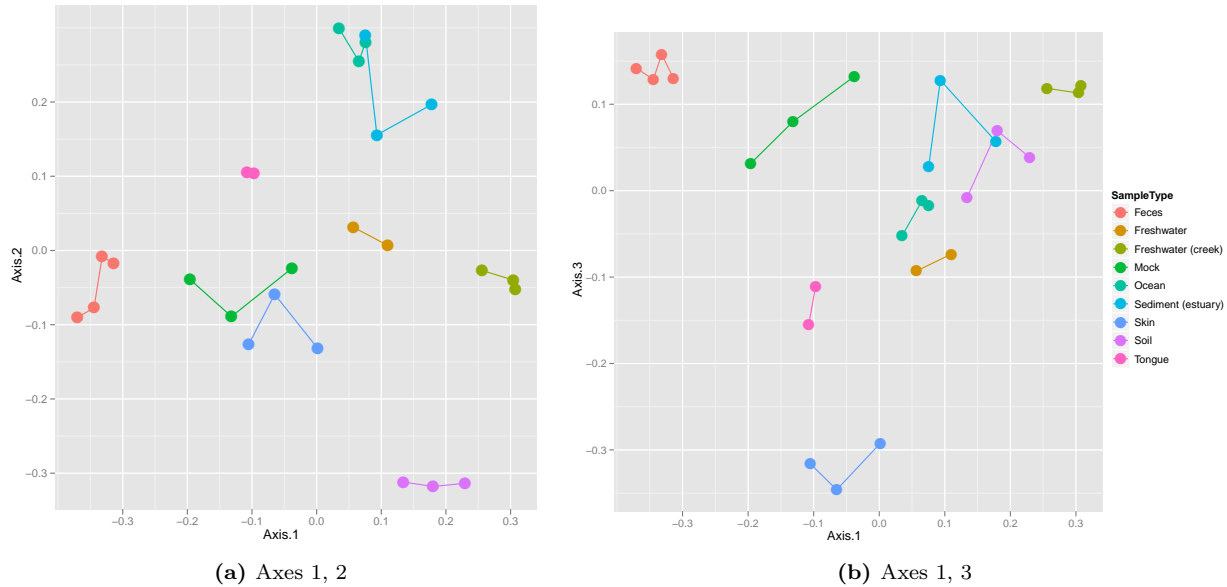 0.2
0.1
0.0
−0.1
−0.2
−0.3
Axis.2
−0.3 −0.2 −0.1 0.0 0.1 0.2 0.3
Axis.1
(a) Axes 1, 2
0.1
0.0
−0.1
−0.2
−0.3
Axis.3
−0.3 −0.2 −0.1 0.0 0.1 0.2 0.3
Axis.1
(b) Axes 1, 3
SampleType
Feces
Freshwater
Freshwater (creek)
Mock
Ocean
Sediment (estuary)
Skin
Soil
Tongue